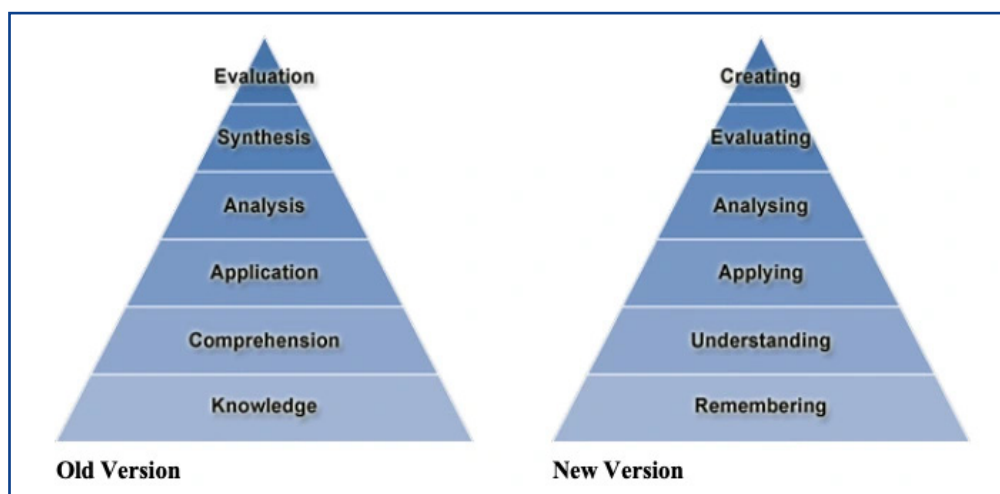 Evaluation
Synthesis
Analysis
Application
Comprehension
Knowledge
Old Version
Creating
Evaluating
Analysing
Applying
Understanding
Remembering
New Version